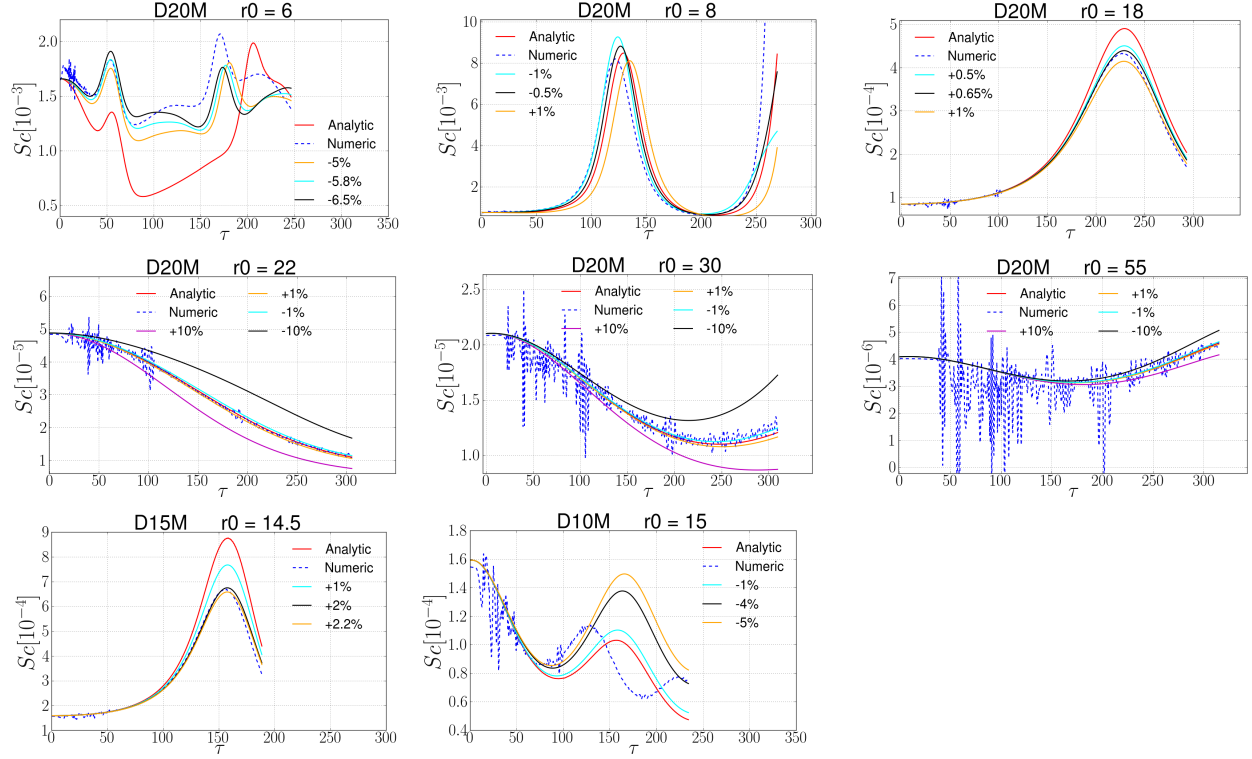 D20M r0 = 6
Sc[10⁻³]
2.0
1.5
1.0
0.5
Analytic
Numeric
-5%
-5.8%
-6.5%
0 50 100 150 200 250 300 350
τ
D20M r0 = 8
Sc[10⁻³]
10
8
6
4
2
Analytic
Numeric
-1%
-0.5%
+1%
0 50 100 150 200 250 300
τ
D20M r0 = 18
Sc[10⁻⁴]
5
4
3
2
1
Analytic
Numeric
+0.5%
+0.65%
+1%
0 50 100 150 200 250 300
τ
D20M r0 = 22
Sc[10⁻⁵]
6
5
4
3
2
1
Analytic +1%
Numeric -1%
+10% -10%
0 50 100 150 200 250 300
τ
D20M r0 = 30
Sc[10⁻⁵]
2.5
2.0
1.5
1.0
Analytic +1%
Numeric -1%
+10% -10%
0 50 100 150 200 250 300
τ
D20M r0 = 55
Sc[10⁻⁶]
7
6
5
4
3
2
1
0
Analytic +1%
Numeric -1%
+10% -10%
0 50 100 150 200 250 300
τ
D15M r0 = 14.5
Sc[10⁻⁴]
9
8
7
6
5
4
3
2
1
Analytic
Numeric
+1%
+2%
+2.2%
0 50 100 150 200 250 300
τ
D10M r0 = 15
Sc[10⁻⁴]
1.8
1.6
1.4
1.2
1.0
0.8
0.6
0.4
Analytic
Numeric
-1%
-4%
-5%
0 50 100 150 200 250 300 350
τ